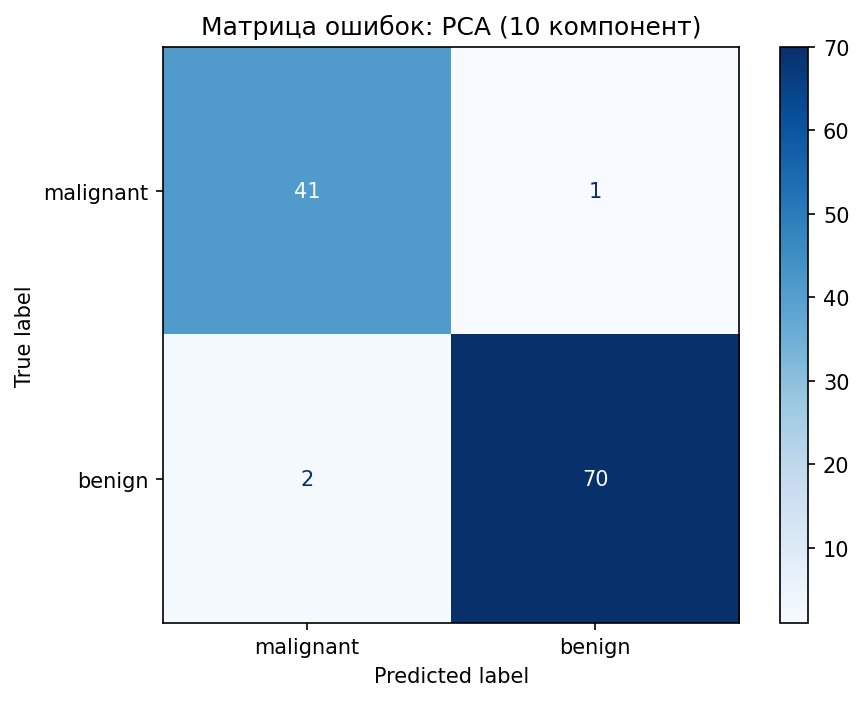 Матрица ошибок: PCA (10 компонент)
True label
malignant
benign
41
1
2
70
malignant
benign
Predicted label
70
60
50
40
30
20
10